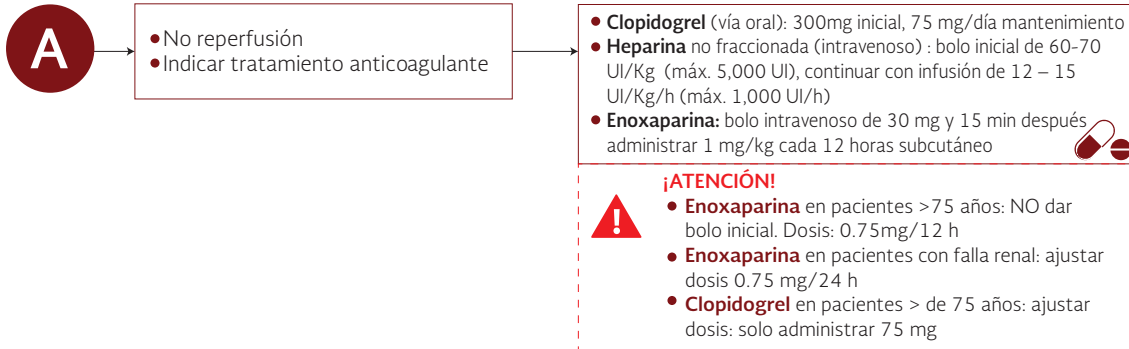 A
• No reperfusión
• Indicar tratamiento anticoagulante
• Clopidogrel (vía oral): 300mg inicial, 75 mg/día mantenimiento
• Heparina no fraccionada (intravenoso) : bolo inicial de 60-70
UI/Kg (máx. 5,000 UI), continuar con infusión de 12 – 15
UI/Kg/h (máx. 1,000 UI/h)
• Enoxaparina: bolo intravenoso de 30 mg y 15 min después
administrar 1 mg/kg cada 12 horas subcutáneo
¡ATENCIÓN!
• Enoxaparina en pacientes >75 años: NO dar
bolo inicial. Dosis: 0.75mg/12 h
• Enoxaparina en pacientes con falla renal: ajustar
dosis 0.75 mg/24 h
• Clopidogrel en pacientes > de 75 años: ajustar
dosis: solo administrar 75 mg